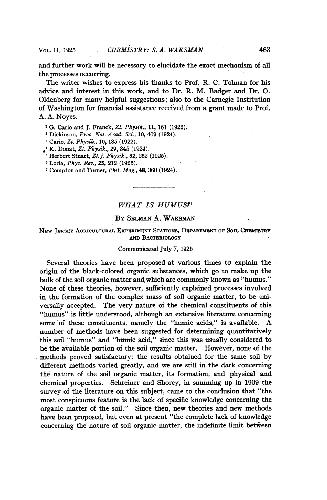 VOL. 11, 1925 CHEMISTRY: S. A. WAKSMAN 463
and further work will be necessary to elucidate the exact mechanism of all
the processes occurring.
The writer wishes to express his thanks to Prof. R. C. Tolman for his
advice and interest in this work, and to Dr. R. M. Badger and Dr. O.
Oldenberg for many helpful suggestions; also to the Carnegie Institution
of Washington for financial assistance received from a grant made to Prof.
A. A. Noyes.
G. Cario and J. Franck, Zs. Physik., 11, 161 (1922).
Dickinson, Proc. Nat. Acad. Sci., 10, 409 (1924).
Cario, Zs. Physik., 10, 185 (1922).
K. Donat, Zs. Physik., 29, 345 (1924).
Herbert Stuart, Zs. f. Physik., 32, 262 (1925).
Loria, Phys. Rev., 25, 212 (1925).
Compton and Turner, Phil. Mag., 48, 360 (1924).
WHAT IS HUMUS?
BY SELMAN A. WAKSMAN
NEW JERSEY AGRICULTURAL EXPERIMENT STATIONS, DEPARTMENT OF SOIL CHEMISTRY
AND BACTERIOLOGY
Communicated July 7, 1925
Several theories have been proposed at various times to explain the
origin of the black-colored organic substances, which go to make up the
bulk of the soil organic matter and which are commonly known as "humus."
None of these theories, however, sufficiently explained processes involved
in the formation of the complex mass of soil organic matter, to be uni-
versally accepted. The very nature of the chemical constituents of this
"humus" is little understood, although an extensive literature concerning
some of these constituents, namely the "humic acids," is available. A
number of methods have been suggested for determining quantitatively
this soil "humus" and "humic acid," since this was usually considered to
be the available portion of the soil organic matter. However, none of the
methods proved satisfactory: the results obtained for the same soil by
different methods varied greatly, and we are still in the dark concerning
the nature of the soil organic matter, its formation, and physical and
chemical properties. Schreiner and Shorey, in summing up in 1909 the
survey of the literature on this subject, came to the conclusion that "the
most conspicuous feature is the lack of specific knowledge concerning the
organic matter of the soil." Since then, new theories and new methods
have been proposed, but even at present "the complete lack of knowledge
concerning the nature of soil organic matter, the indefinite limit between